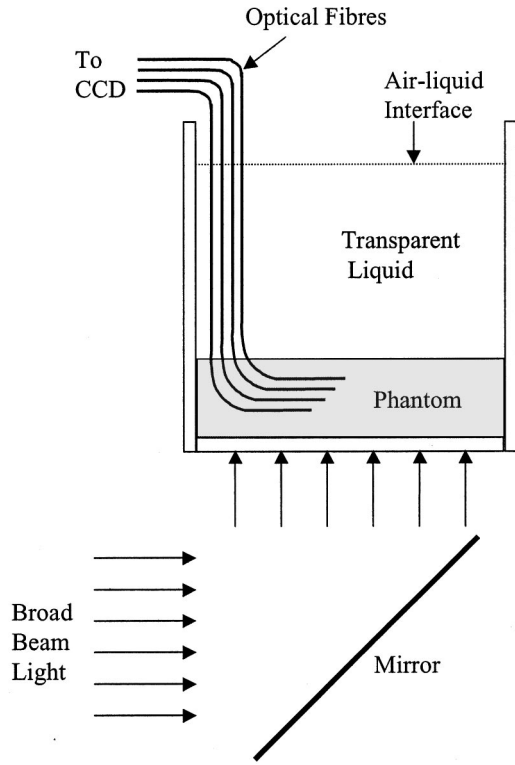 Optical Fibres
To
CCD
Air-liquid
Interface
Transparent
Liquid
Phantom
Broad
Beam
Light
Mirror